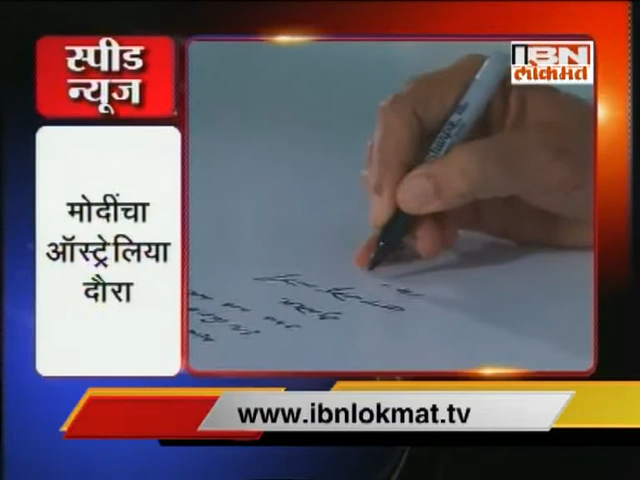 स्पीड
न्यूज
IBN
लोकमत
मोदींचा
ऑस्ट्रेलिया
दौरा
www.ibnlokmat.tv